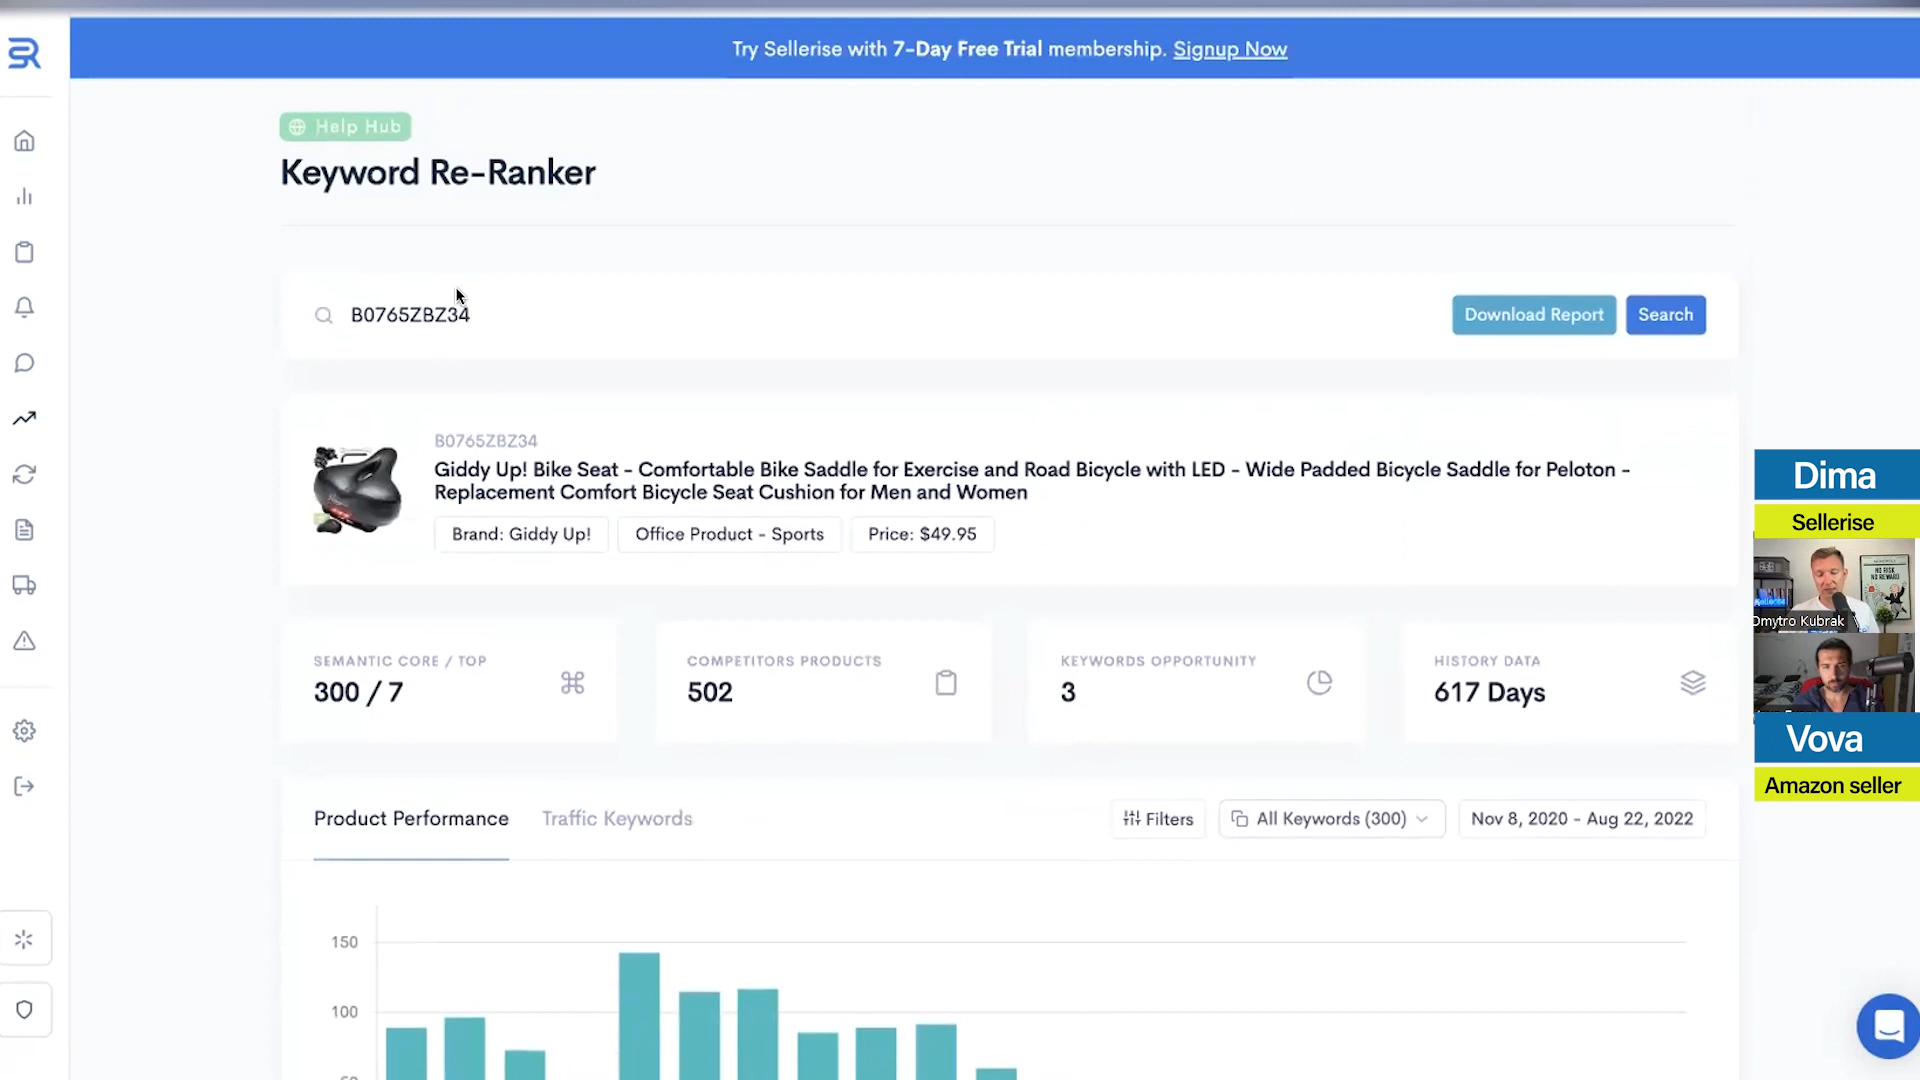 SR
Try Sellerise with 7-Day Free Trial membership. Signup Now
Help Hub
Keyword Re-Ranker
B0765ZBZ34
Download Report
Search
B0765ZBZ34
Giddy Up! Bike Seat - Comfortable Bike Saddle for Exercise and Road Bicycle with LED - Wide Padded Bicycle Saddle for Peloton -
Replacement Comfort Bicycle Seat Cushion for Men and Women
Brand: Giddy Up!
Office Product - Sports
Price: $49.95
SEMANTIC CORE / TOP
300 / 7
COMPETITORS PRODUCTS
502
KEYWORDS OPPORTUNITY
3
HISTORY DATA
617 Days
Product Performance
Traffic Keywords
Filters
All Keywords (300)
Nov 8, 2020 - Aug 22, 2022
150
100
Dima
Sellerise
NO RISK
NO REWARD
Dmytro Kubrak
Vova
Amazon seller